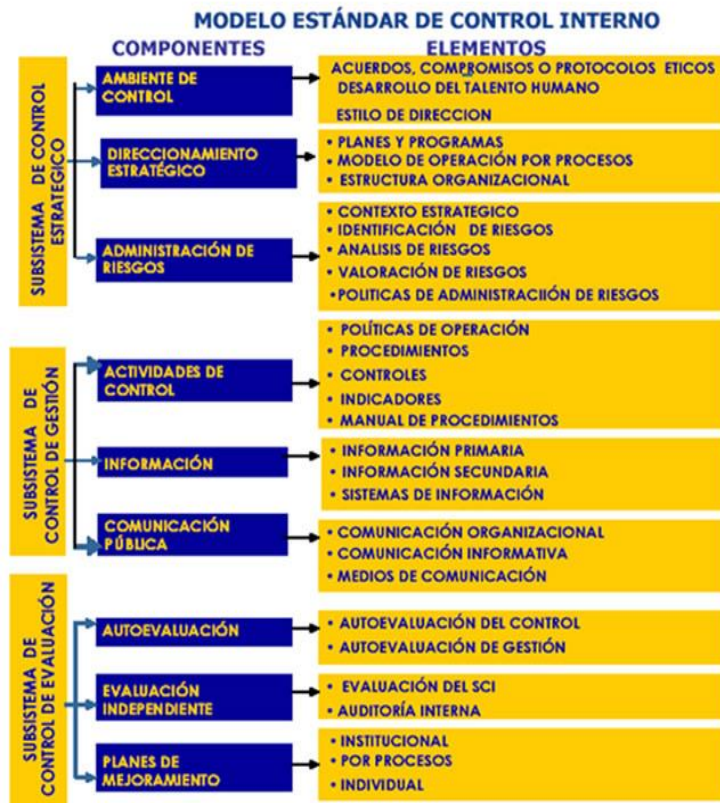 MODELO ESTÁNDAR DE CONTROL INTERNO
COMPONENTES
ELEMENTOS
SUBSISTEMA DE CONTROL
ESTRATEGICO
AMBIENTE DE
CONTROL
ACUERDOS, COMPROMISOS O PROTOCOLOS ETICOS
DESARROLLO DEL TALENTO HUMANO
ESTILO DE DIRECCION
DIRECCIONAMIENTO
ESTRATÉGICO
• PLANES Y PROGRAMAS
• MODELO DE OPERACIÓN POR PROCESOS
• ESTRUCTURA ORGANIZACIONAL
ADMINISTRACIÓN DE
RIESGOS
• CONTEXTO ESTRATEGICO
• IDENTIFICACIÓN DE RIESGOS
• ANALISIS DE RIESGOS
• VALORACIÓN DE RIESGOS
• POLITICAS DE ADMINISTRACIIÓN DE RIESGOS
SUBSISTEMA DE
CONTROL DE GESTIÓN
ACTIVIDADES DE
CONTROL
• POLÍTICAS DE OPERACIÓN
• PROCEDIMIENTOS
• CONTROLES
• INDICADORES
• MANUAL DE PROCEDIMIENTOS
INFORMACIÓN
• INFORMACIÓN PRIMARIA
• INFORMACIÓN SECUNDARIA
• SISTEMAS DE INFORMACIÓN
COMUNICACIÓN
PÚBLICA
• COMUNICACIÓN ORGANIZACIONAL
• COMUNICACIÓN INFORMATIVA
• MEDIOS DE COMUNICACIÓN
SUBSISTEMA DE
CONTROL DE EVALUACIÓN
AUTOEVALUACIÓN
• AUTOEVALUACIÓN DEL CONTROL
• AUTOEVALUACIÓN DE GESTIÓN
EVALUACIÓN
INDEPENDIENTE
• EVALUACIÓN DEL SCI
• AUDITORÍA INTERNA
PLANES DE
MEJORAMIENTO
• INSTITUCIONAL
• POR PROCESOS
• INDIVIDUAL